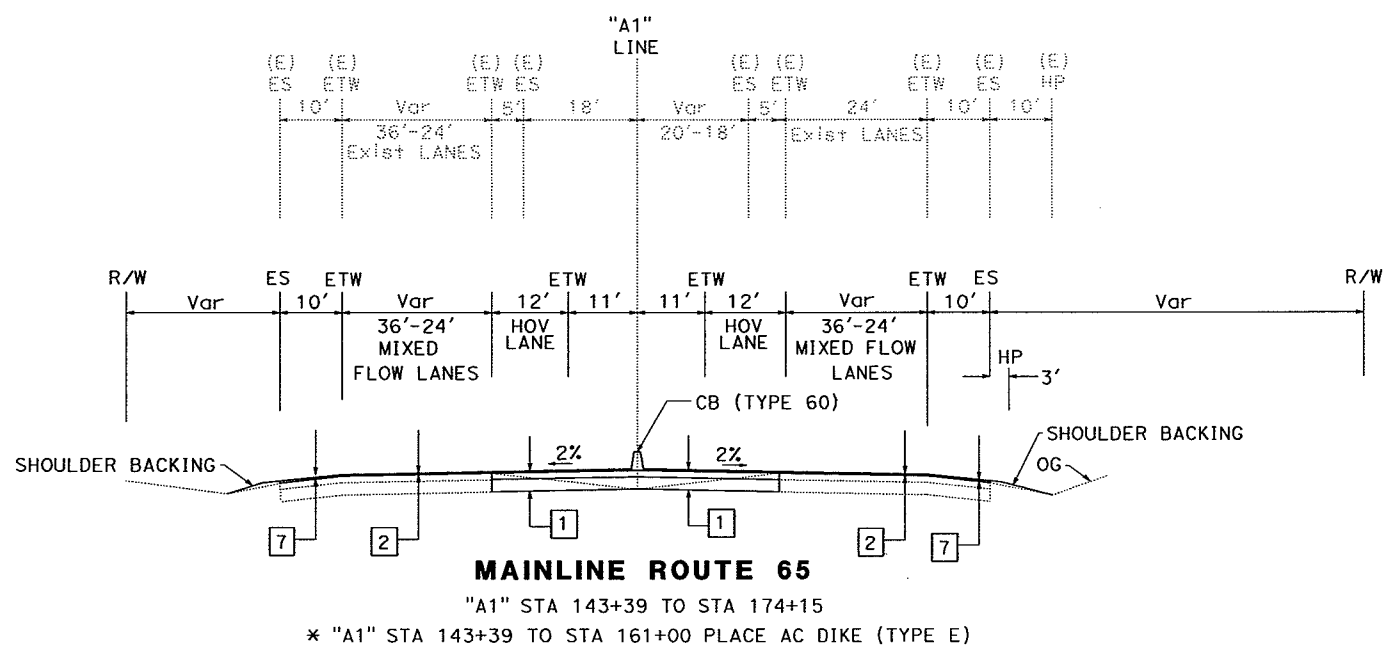 "A1"
LINE
(E) (E) (E) (E) (E) (E) (E) (E) (E)
ES ETW ETW ES ES ETW ETW ES HP
10' Var 5' 18' Var 5' 24' 10' 10'
36'-24' 20'-18' Exist LANES
Exist LANES
R/W ES ETW ETW ETW ETW ES R/W
Var 10' Var 12' 11' 11' 12' Var 10' Var
36'-24' HOV HOV 36'-24'
MIXED LANE LANE MIXED FLOW
FLOW LANES LANES
HP
3'
CB (TYPE 60)
SHOULDER BACKING 2% 2% SHOULDER BACKING
OG
7 2 1 1 2 7
MAINLINE ROUTE 65
"A1" STA 143+39 TO STA 174+15
* "A1" STA 143+39 TO STA 161+00 PLACE AC DIKE (TYPE E)